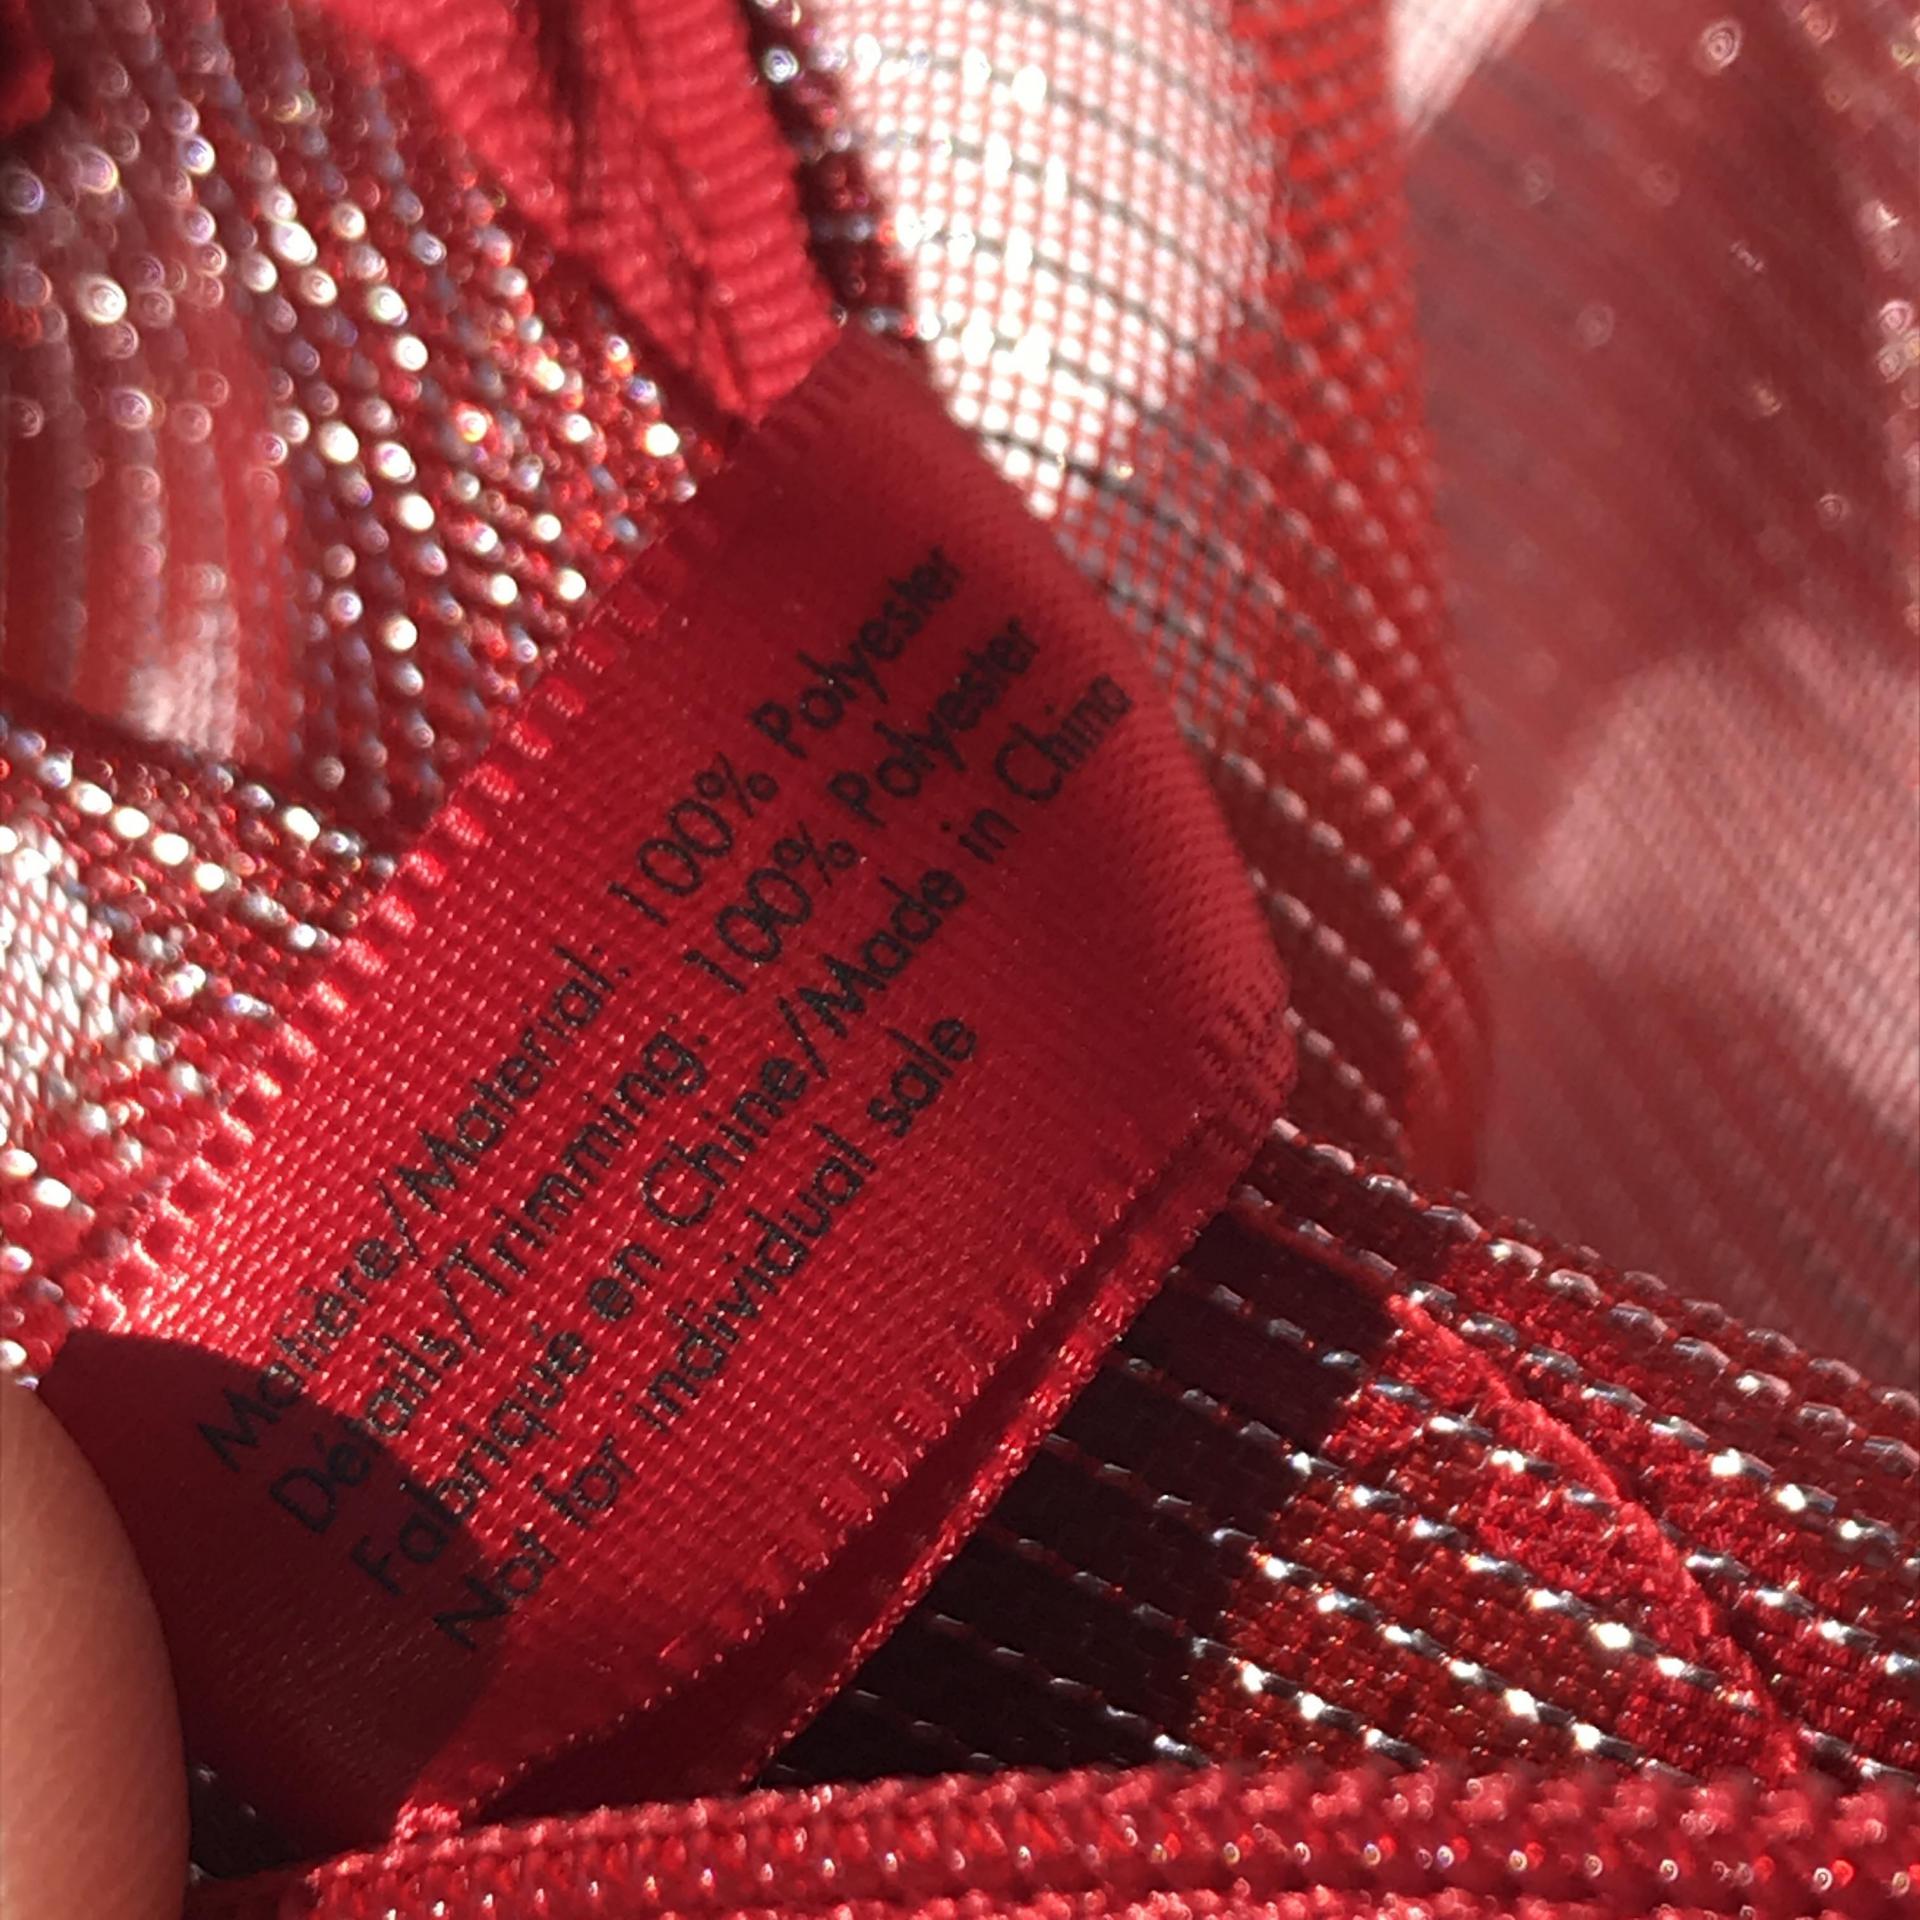 Matière/Material: 100% Polyester
Détails/Trimming: 100% Polyester
Fabriqué en Chine/Made in China
Not for individual sale